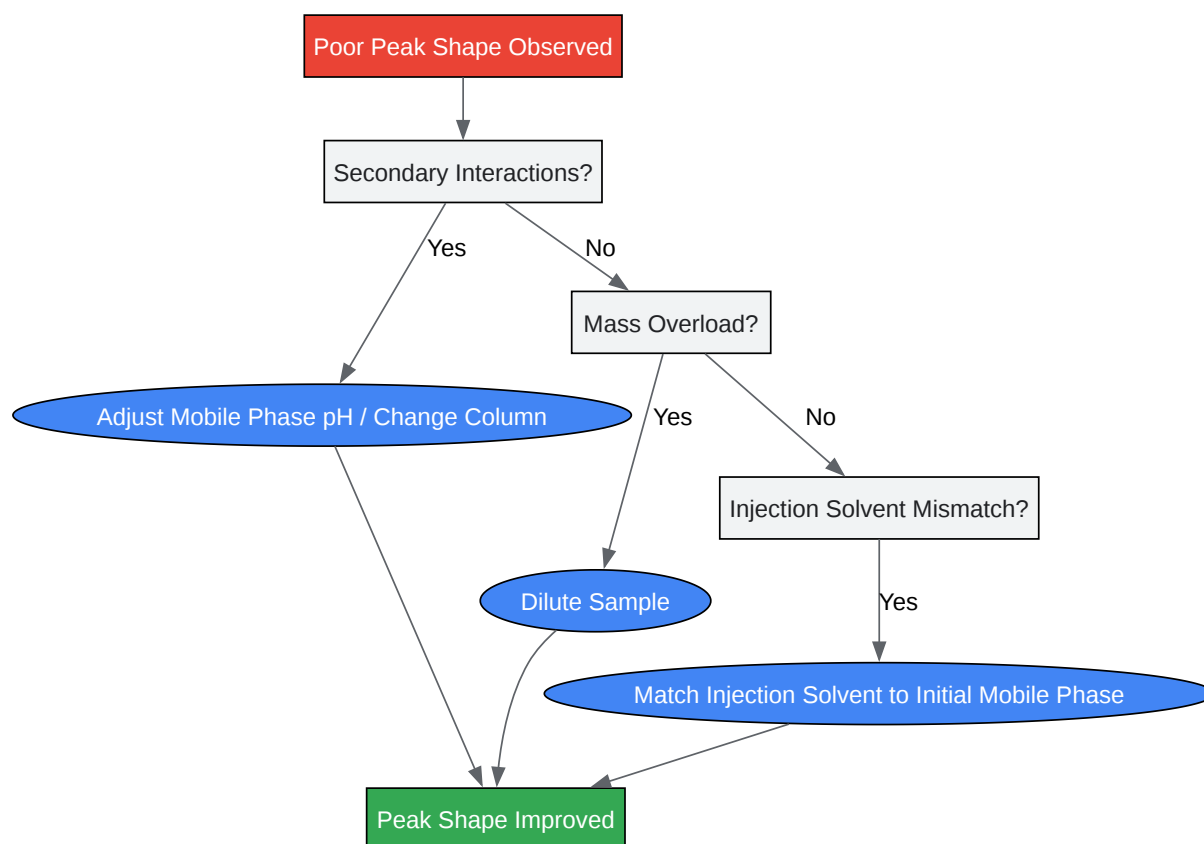 Poor Peak Shape Observed
Secondary Interactions?
Yes
No
Mass Overload?
Adjust Mobile Phase pH / Change Column
Yes
No
Injection Solvent Mismatch?
Dilute Sample
Yes
Match Injection Solvent to Initial Mobile Phase
Peak Shape Improved